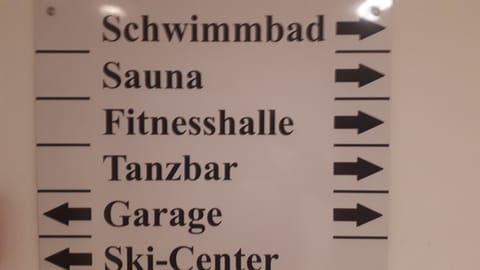 Schwimmbad
Sauna
Fitnesshalle
Tanzbar
Garage
Ski-Center